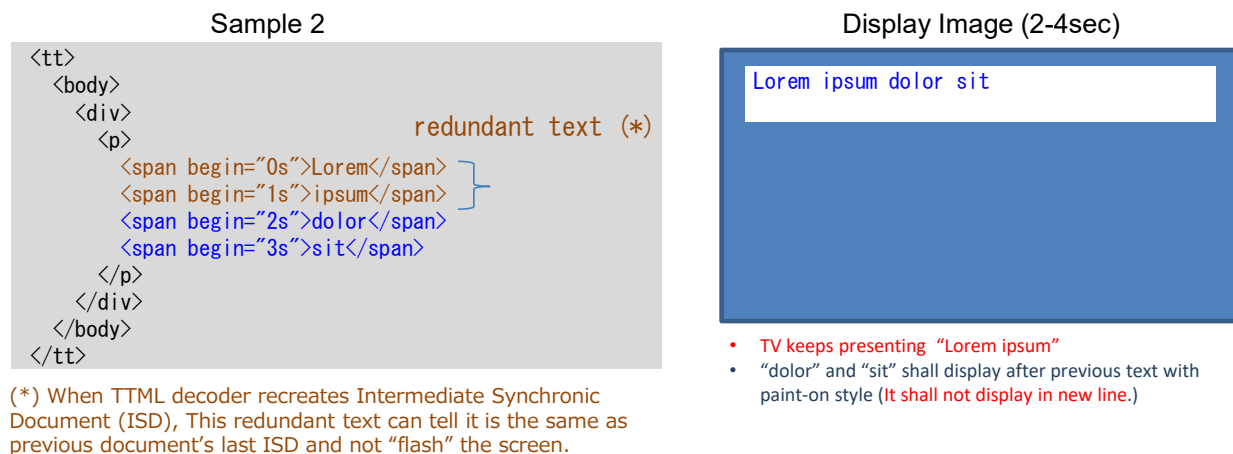 Sample 2
<tt>
<body>
<div>
<p>
redundant text (*)
<span begin="0s">Lorem</span>
<span begin="1s">ipsum</span>
<span begin="2s">dolor</span>
<span begin="3s">sit</span>
</p>
</div>
</body>
</tt>
(*) When TTML decoder recreates Intermediate Synchronic
Document (ISD), This redundant text can tell it is the same as
previous document's last ISD and not “flash” the screen.
Display Image (2-4sec)
Lorem ipsum dolor sit
• TV keeps presenting “Lorem ipsum”
• “dolor” and “sit” shall display after previous text with
paint-on style (It shall not display in new line.)